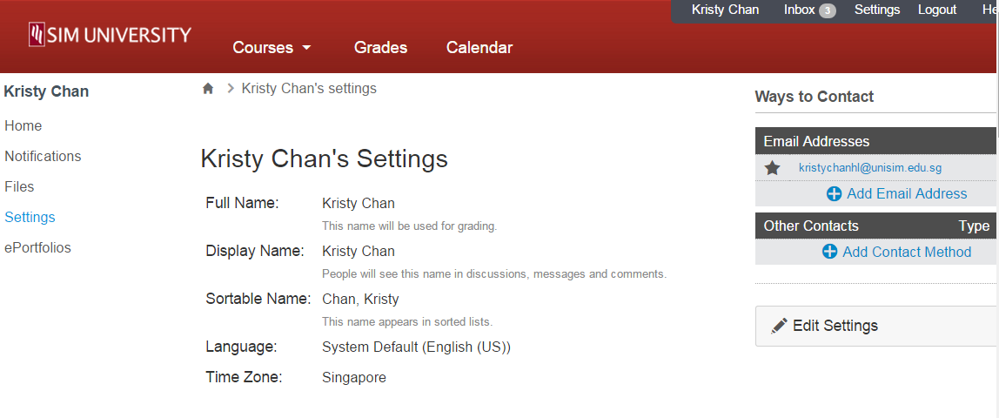 Kristy Chan Inbox 3 Settings Logout He
SIM UNIVERSITY
Courses Grades Calendar
Kristy Chan
Home
Notifications
Files
Settings
ePortfolios
Kristy Chan's settings
Kristy Chan's Settings
Full Name: Kristy Chan
This name will be used for grading.
Display Name: Kristy Chan
People will see this name in discussions, messages and comments.
Sortable Name: Chan, Kristy
This name appears in sorted lists.
Language: System Default (English (US))
Time Zone: Singapore
Ways to Contact
Email Addresses
kristychanhl@unisim.edu.sg
Add Email Address
Other Contacts Type
Add Contact Method
Edit Settings